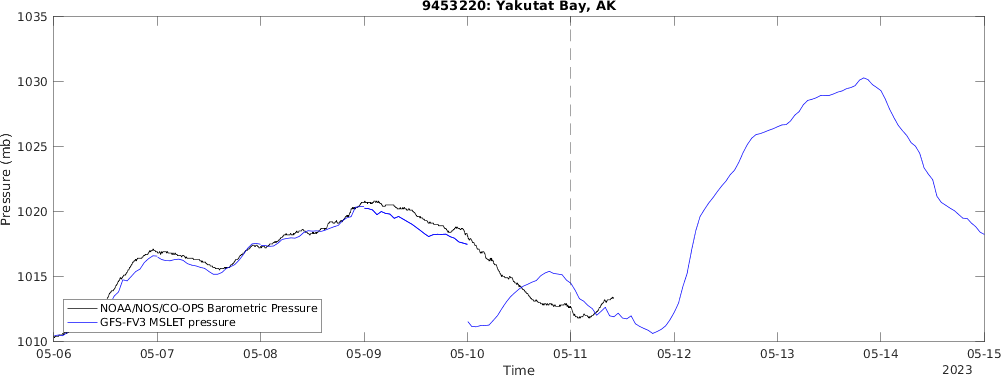 9453220: Yakutat Bay, AK
1035
1030
1025
1020
1015
1010
Pressure (mb)
NOAA/NOS/CO-OPS Barometric Pressure
GFS-FV3 MSLET pressure
05-06 05-07 05-08 05-09 05-10 05-11 05-12 05-13 05-14 05-15
Time
2023